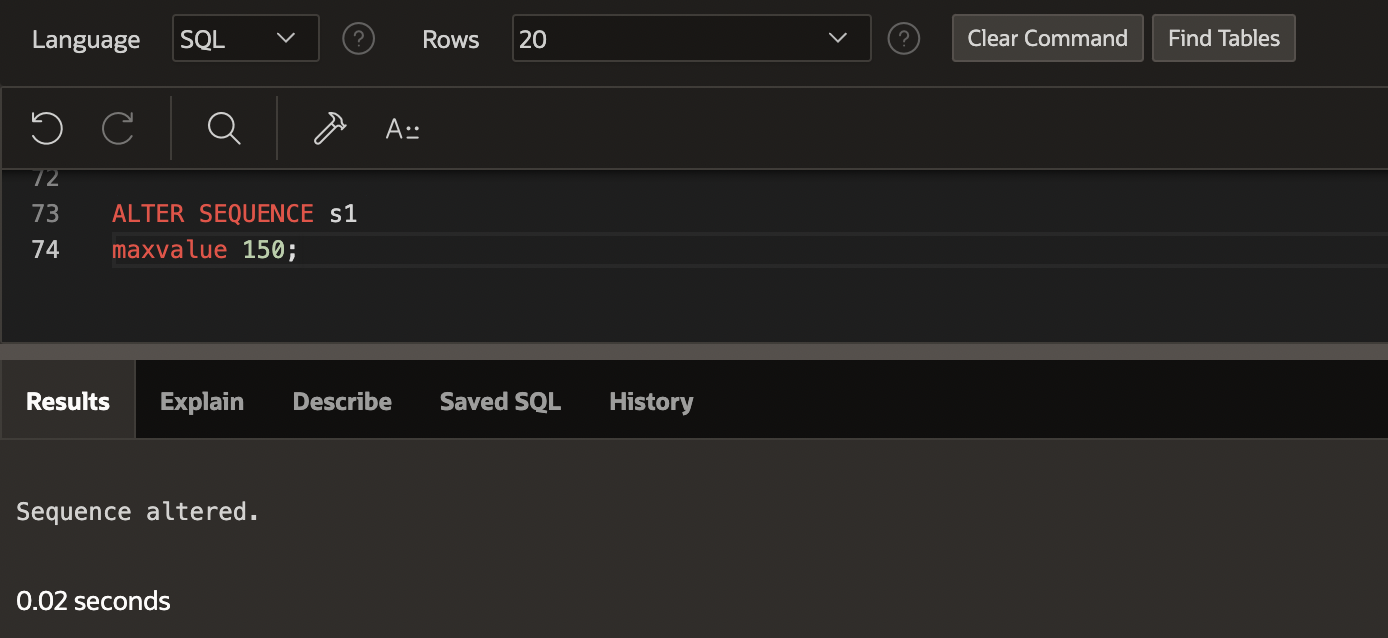 Language SQL ? Rows 20 ? Clear Command Find Tables
A
72
73 ALTER SEQUENCE s1
74 maxvalue 150;
Results Explain Describe Saved SQL History
Sequence altered.
0.02 seconds